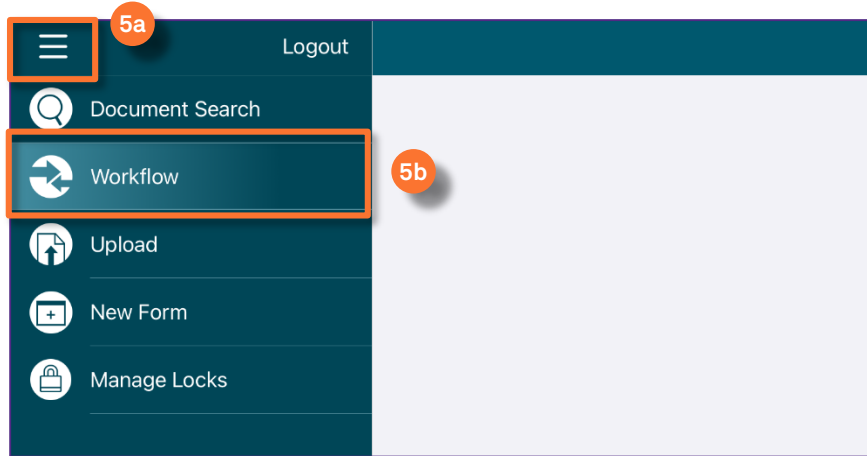 5a
Logout
Document Search
Workflow
5b
Upload
New Form
Manage Locks